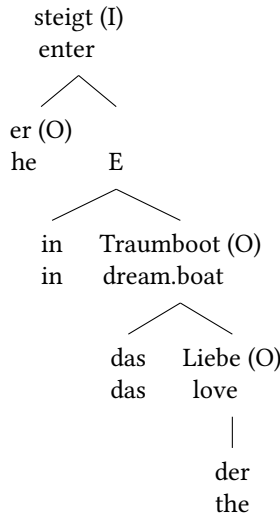 steigt (I)
enter
er (O)
he E
in Traumboot (O)
in dream.boat
das Liebe (O)
das love
der
the